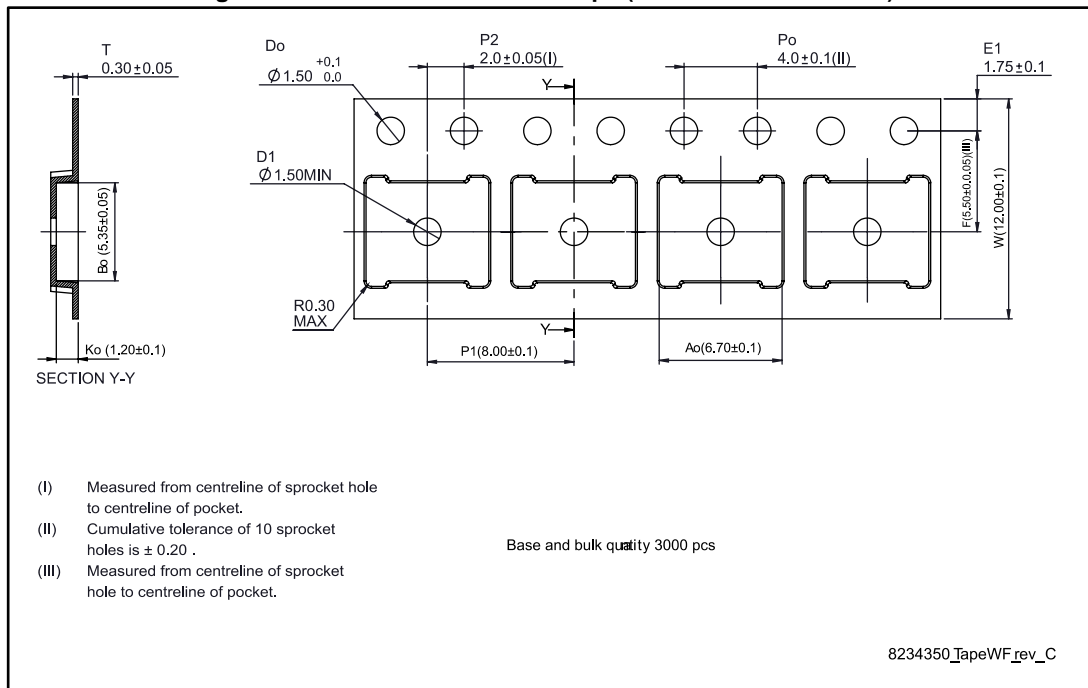 T
0.30±0.05
Do
∅1.50 +0.1 0.0
P2
2.0±0.05(I)
Po
4.0±0.1(II)
E1
1.75±0.1
Y
D1
∅1.50MIN
Bo (5.35±0.05)
F(5.50±0.0.05)(III)
W(12.00±0.1)
R0.30
MAX
Y
Ko (1.20±0.1)
P1(8.00±0.1)
Ao(6.70±0.1)
SECTION Y-Y
(I) Measured from centreline of sprocket hole
to centreline of pocket.
(II) Cumulative tolerance of 10 sprocket
holes is ± 0.20 .
(III) Measured from centreline of sprocket
hole to centreline of pocket.
Base and bulk quatity 3000 pcs
8234350_TapeWF_rev_C